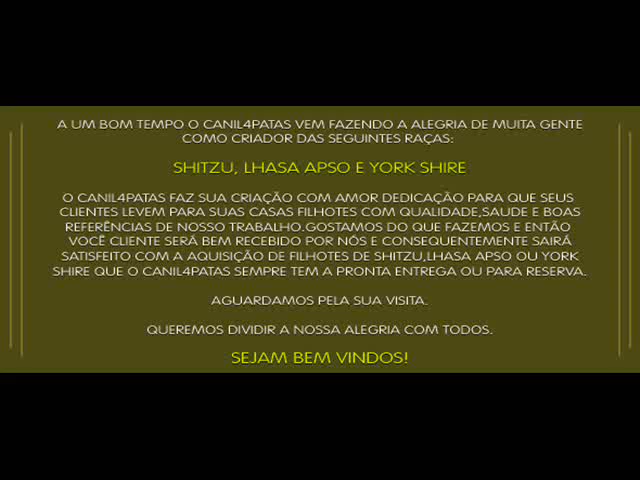 A UM BOM TEMPO O CANIL4PATAS VEM FAZENDO A ALEGRIA DE MUITA GENTE
COMO CRIADOR DAS SEGUINTES RAÇAS:
SHITZU, LHASA APSO E YORK SHIRE
O CANIL4PATAS FAZ SUA CRIAÇÃO COM AMOR DEDICAÇÃO PARA QUE SEUS
CLIENTES LEVEM PARA SUAS CASAS FILHOTES COM QUALIDADE,SAUDE E BOAS
REFERÊNCIAS DE NOSSO TRABALHO.GOSTAMOS DO QUE FAZEMOS E ENTÃO
VOCÊ CLIENTE SERÁ BEM RECEBIDO POR NÓS E CONSEQUENTEMENTE SAIRÁ
SATISFEITO COM A AQUISIÇÃO DE FILHOTES DE SHITZU,LHASA APSO OU YORK
SHIRE QUE O CANIL4PATAS SEMPRE TEM A PRONTA ENTREGA OU PARA RESERVA.
AGUARDAMOS PELA SUA VISITA.
QUEREMOS DIVIDIR A NOSSA ALEGRIA COM TODOS.
SEJAM BEM VINDOS!